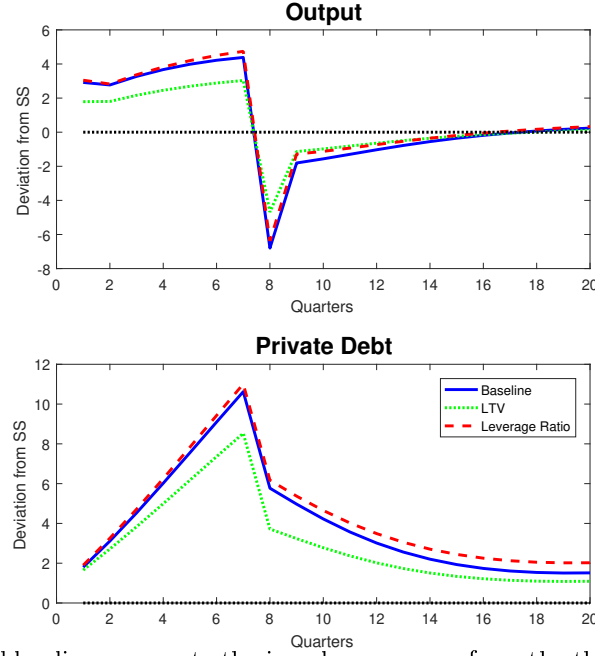 Output
6
4
2
0
-2
-4
-6
-8
Deviation from SS
0 2 4 6 8 10 12 14 16 18 20
Quarters
Private Debt
12
10
8
6
4
2
0
Deviation from SS
Baseline
LTV
Leverage Ratio
0 2 4 6 8 10 12 14 16 18 20
Quarters